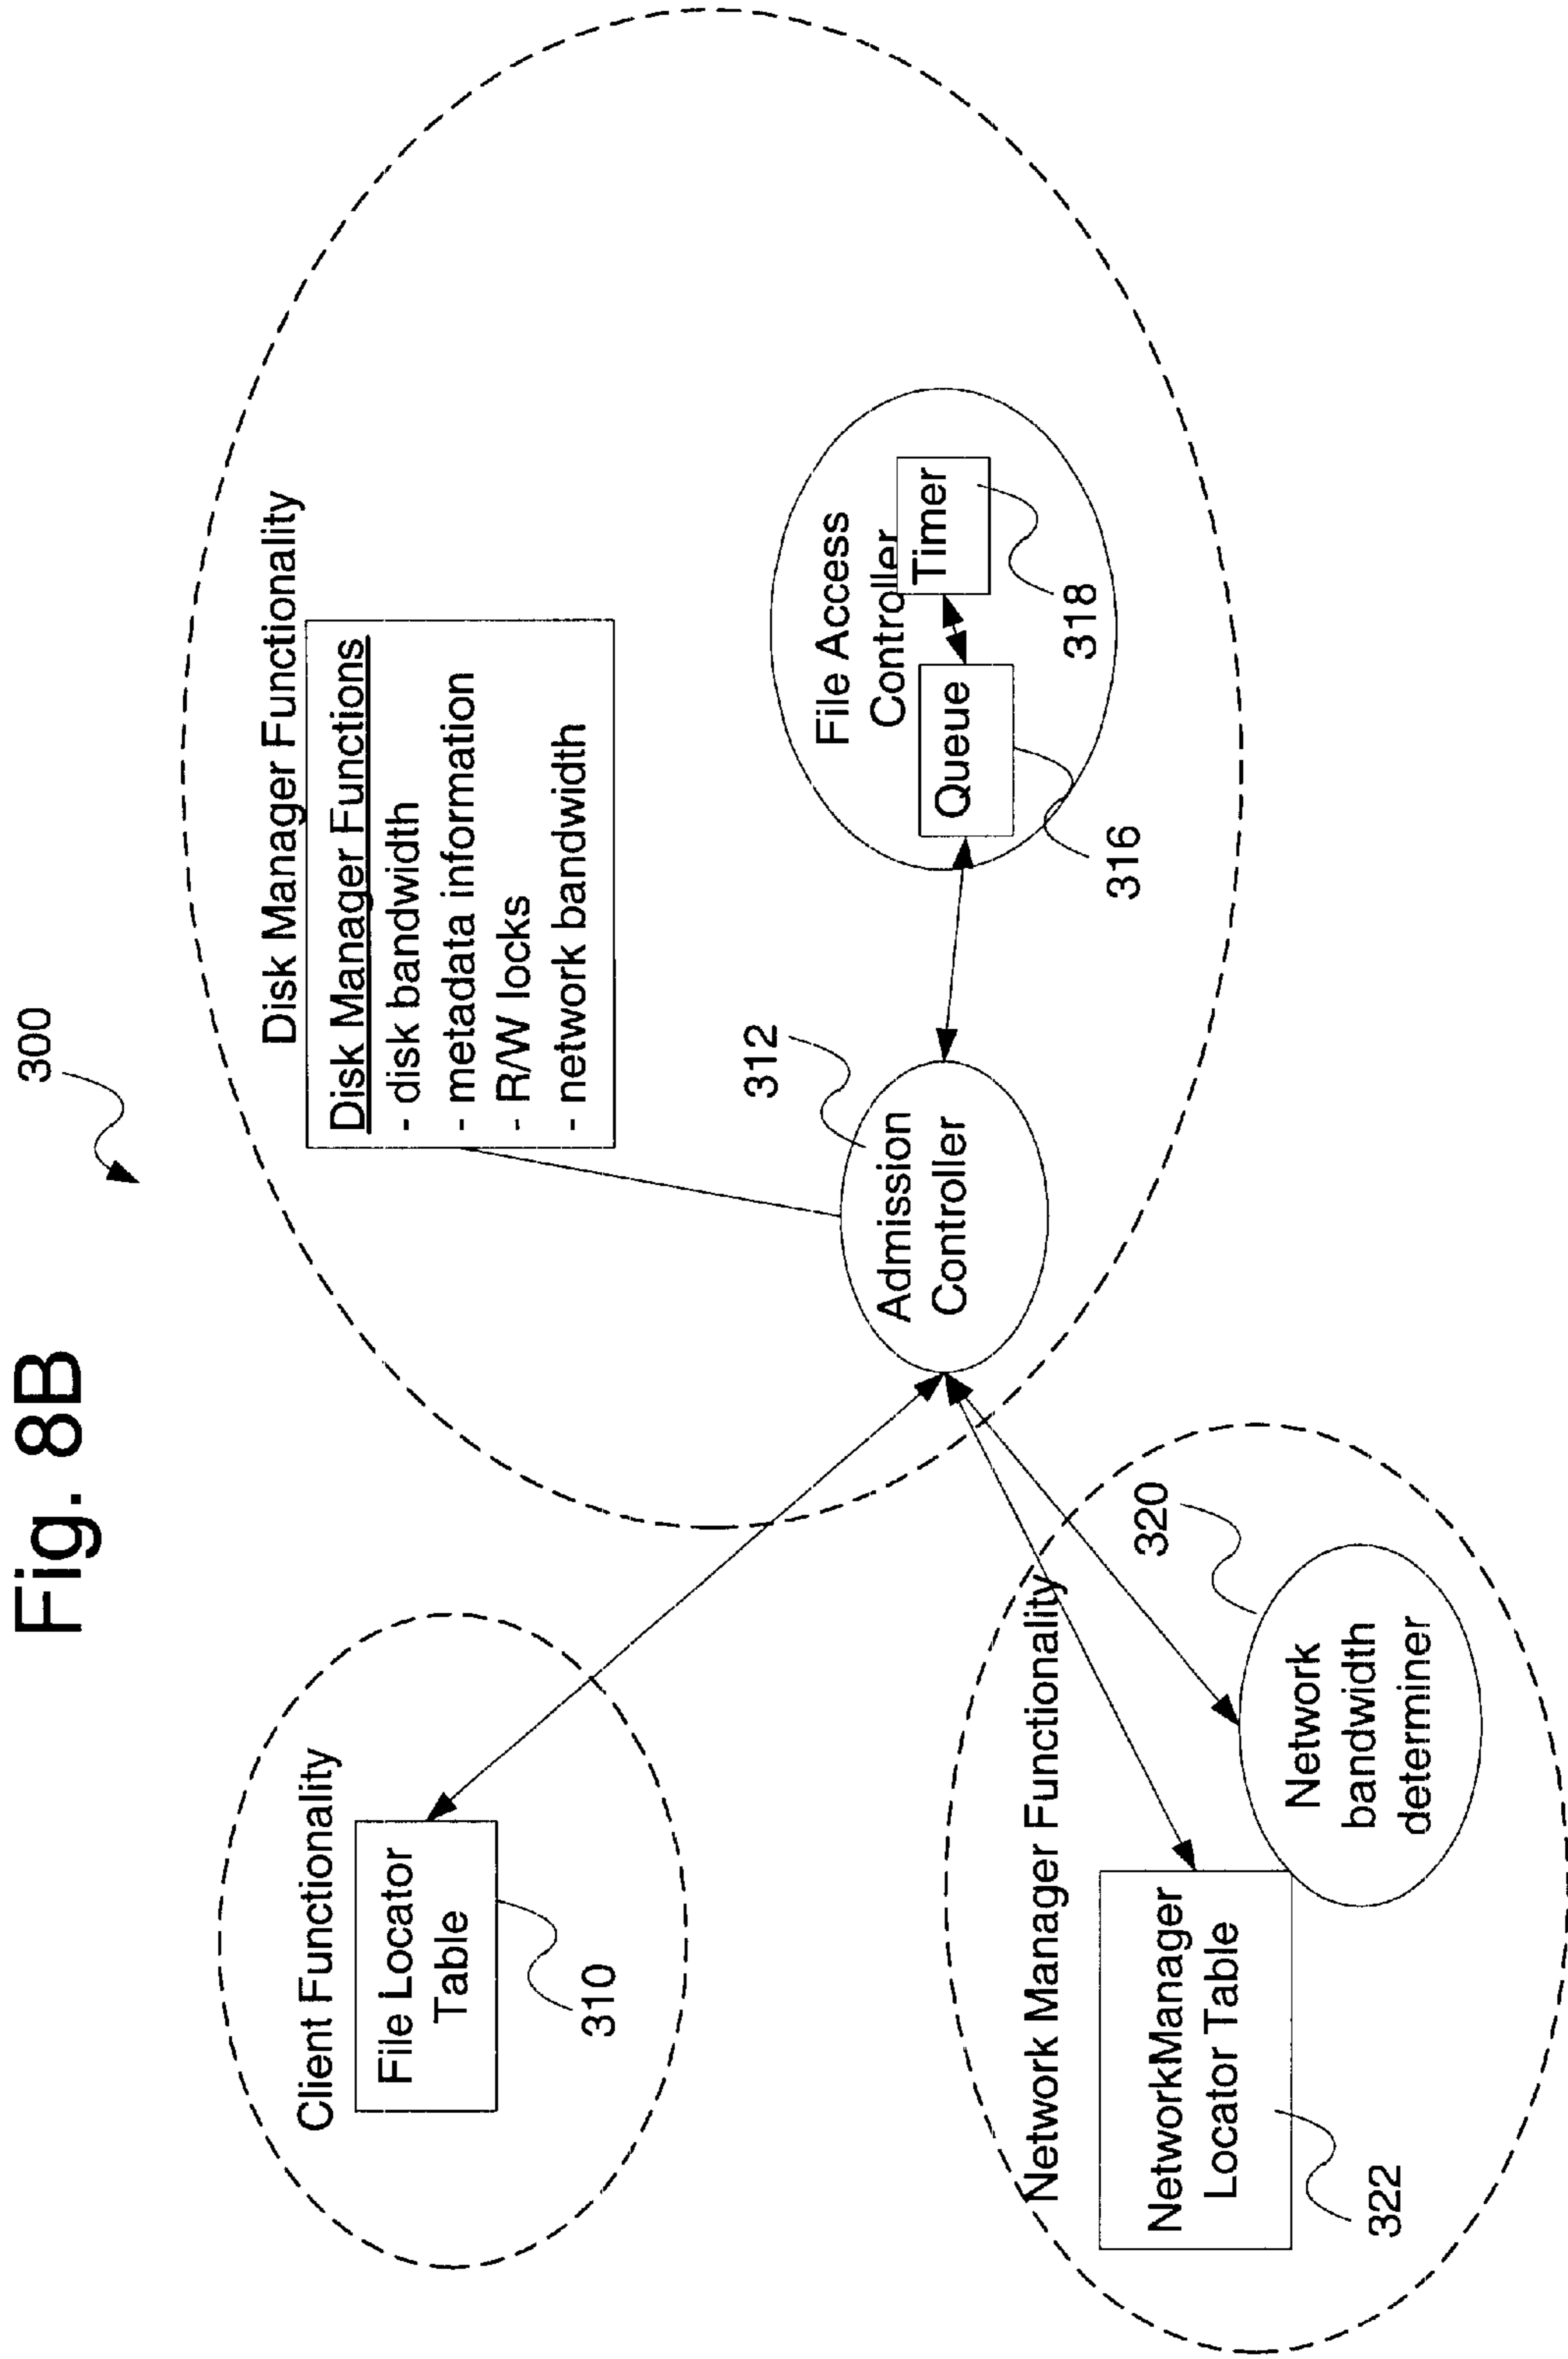 Fig. 8B
300
Client Functionality
File Locator
Table
310
Disk Manager Functionality
Disk Manager Functions
- disk bandwidth
- metadata information
- R/W locks
- network bandwidth
312
Admission
Controller
File Access
Controller
Queue
Timer
316
318
Network Manager Functionality
NetworkManager
Locator Table
322
320
Network
bandwidth
determiner